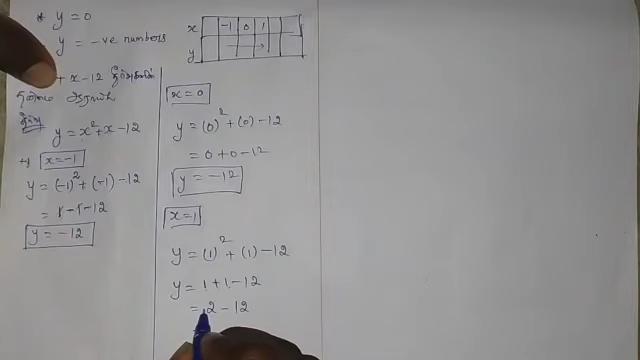 * y = 0
y = -ve numbers
x -1 0 1
y
+ x - 12
தன்மை
தீர்வு
y = x² + x - 12
x = -1
y = (-1)² + (-1) - 12
= 1 - 1 - 12
y = -12
x = 0
y = (0)² + (0) - 12
= 0 + 0 - 12
y = -12
x = 1
y = (1)² + (1) - 12
y = 1 + 1 - 12
= 2 - 12